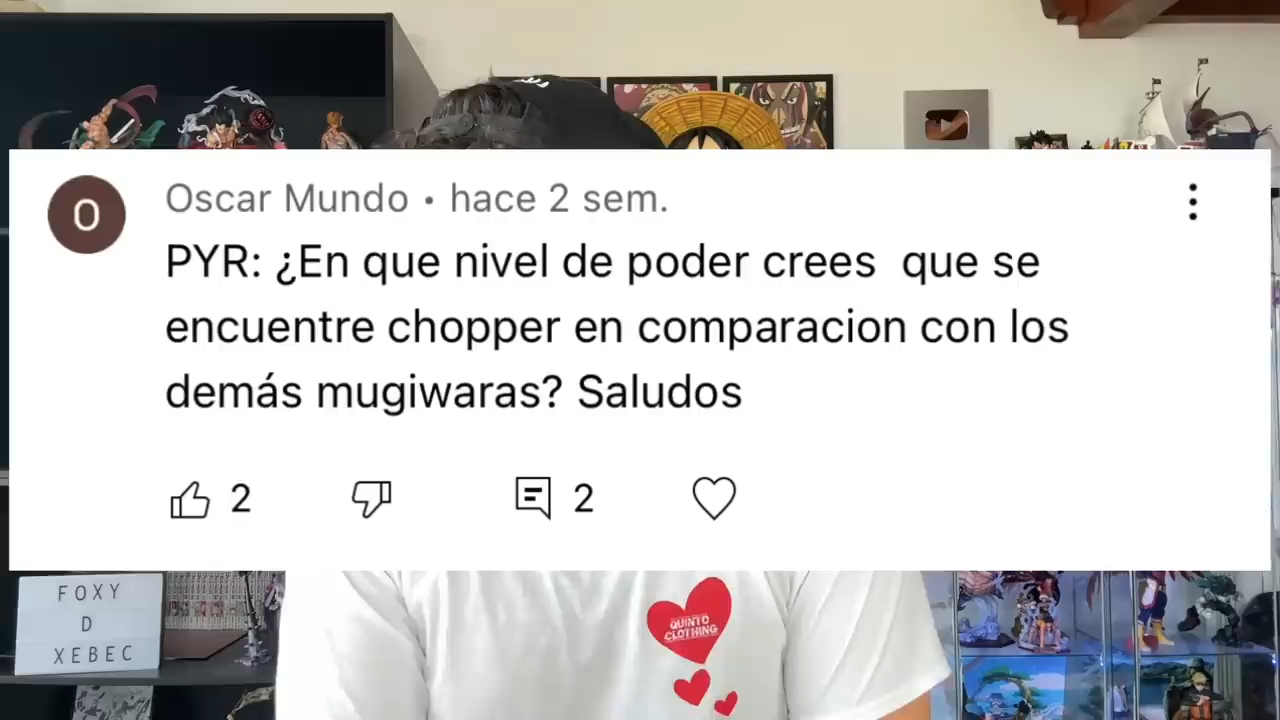 O
Oscar Mundo • hace 2 sem.
PYR: ¿En que nivel de poder crees que se
encuentre chopper en comparacion con los
demás mugiwaras? Saludos
2
2
FOXY
D
XEBEC
QUINTO
CLOTHING